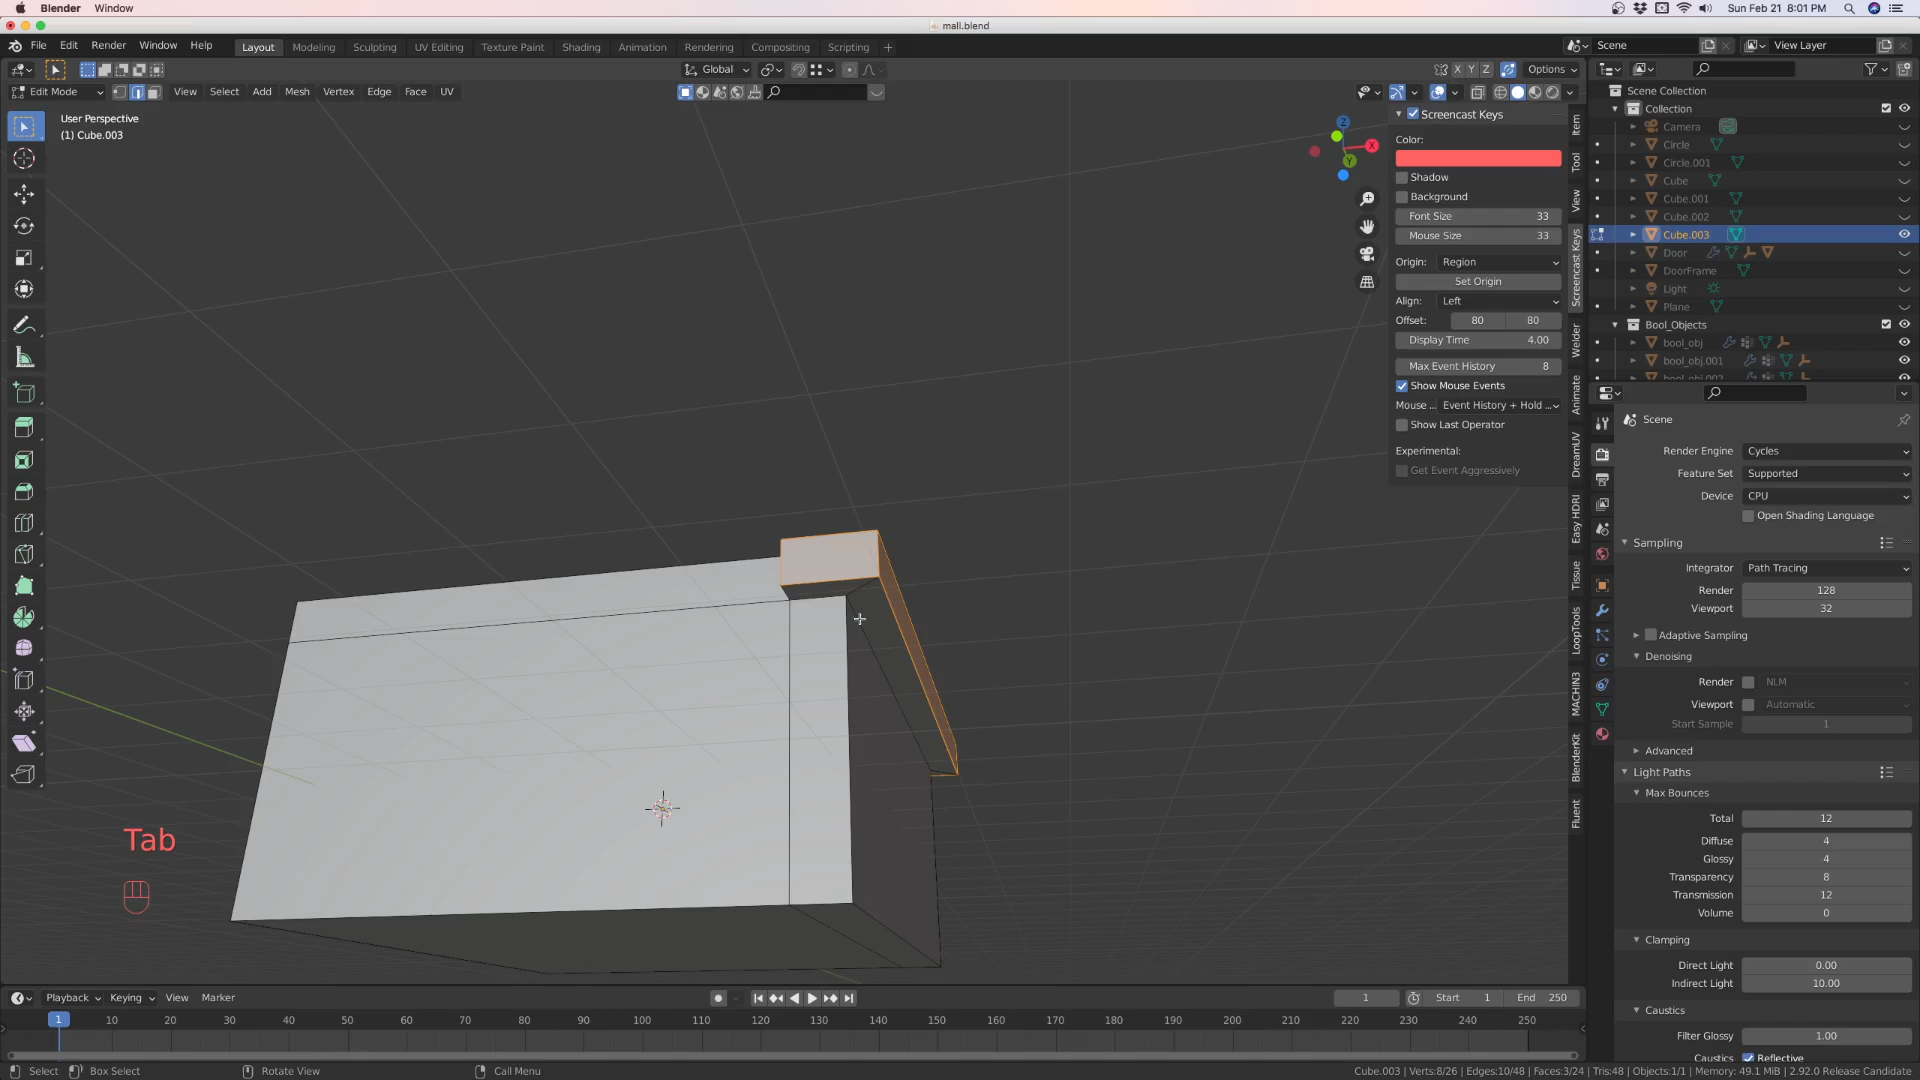 Blender Window
Sun Feb 21 8:01 PM
mall.blend
File Edit Render Window Help
Layout Modeling Sculpting UV Editing Texture Paint Shading Animation Rendering Compositing Scripting +
Scene
View Layer
Global
X Y Z
Options
Edit Mode
View Select Add Mesh Vertex Edge Face UV
User Perspective
(1) Cube.003
Z
X
Y
Screencast Keys
Color:
Shadow
Background
Font Size 33
Mouse Size 33
Origin: Region
Set Origin
Align: Left
Offset: 80 80
Display Time 4.00
Max Event History 8
Show Mouse Events
Mouse ... Event History + Hold ...
Show Last Operator
Experimental:
Get Event Aggressively
Item
Tool
View
Screencast Keys
Welder
Animate
DreamUV
Easy HDRI
Tissue
LoopTools
MACHIN3
BlenderKit
Fluent
Scene Collection
Collection
Camera
Circle
Circle.001
Cube
Cube.001
Cube.002
Cube.003
Door
DoorFrame
Light
Plane
Bool_Objects
bool_obj
bool_obj.001
bool_obj.002
Scene
Render Engine Cycles
Feature Set Supported
Device CPU
Open Shading Language
Sampling
Integrator Path Tracing
Render 128
Viewport 32
Adaptive Sampling
Denoising
Render NLM
Viewport Automatic
Start Sample 1
Advanced
Light Paths
Max Bounces
Total 12
Diffuse 4
Glossy 4
Transparency 8
Transmission 12
Volume 0
Clamping
Direct Light 0.00
Indirect Light 10.00
Caustics
Filter Glossy 1.00
Caustics Reflective
Tab
Playback Keying View Marker
1
Start 1
End 250
1 10 20 30 40 50 60 70 80 90 100 110 120 130 140 150 160 170 180 190 200 210 220 230 240 250
Select Box Select Rotate View Call Menu
Cube.003 | Verts:8/26 | Edges:10/48 | Faces:3/24 | Tris:48 | Objects:1/1 | Memory: 49.1 MiB | 2.92.0 Release Candidate